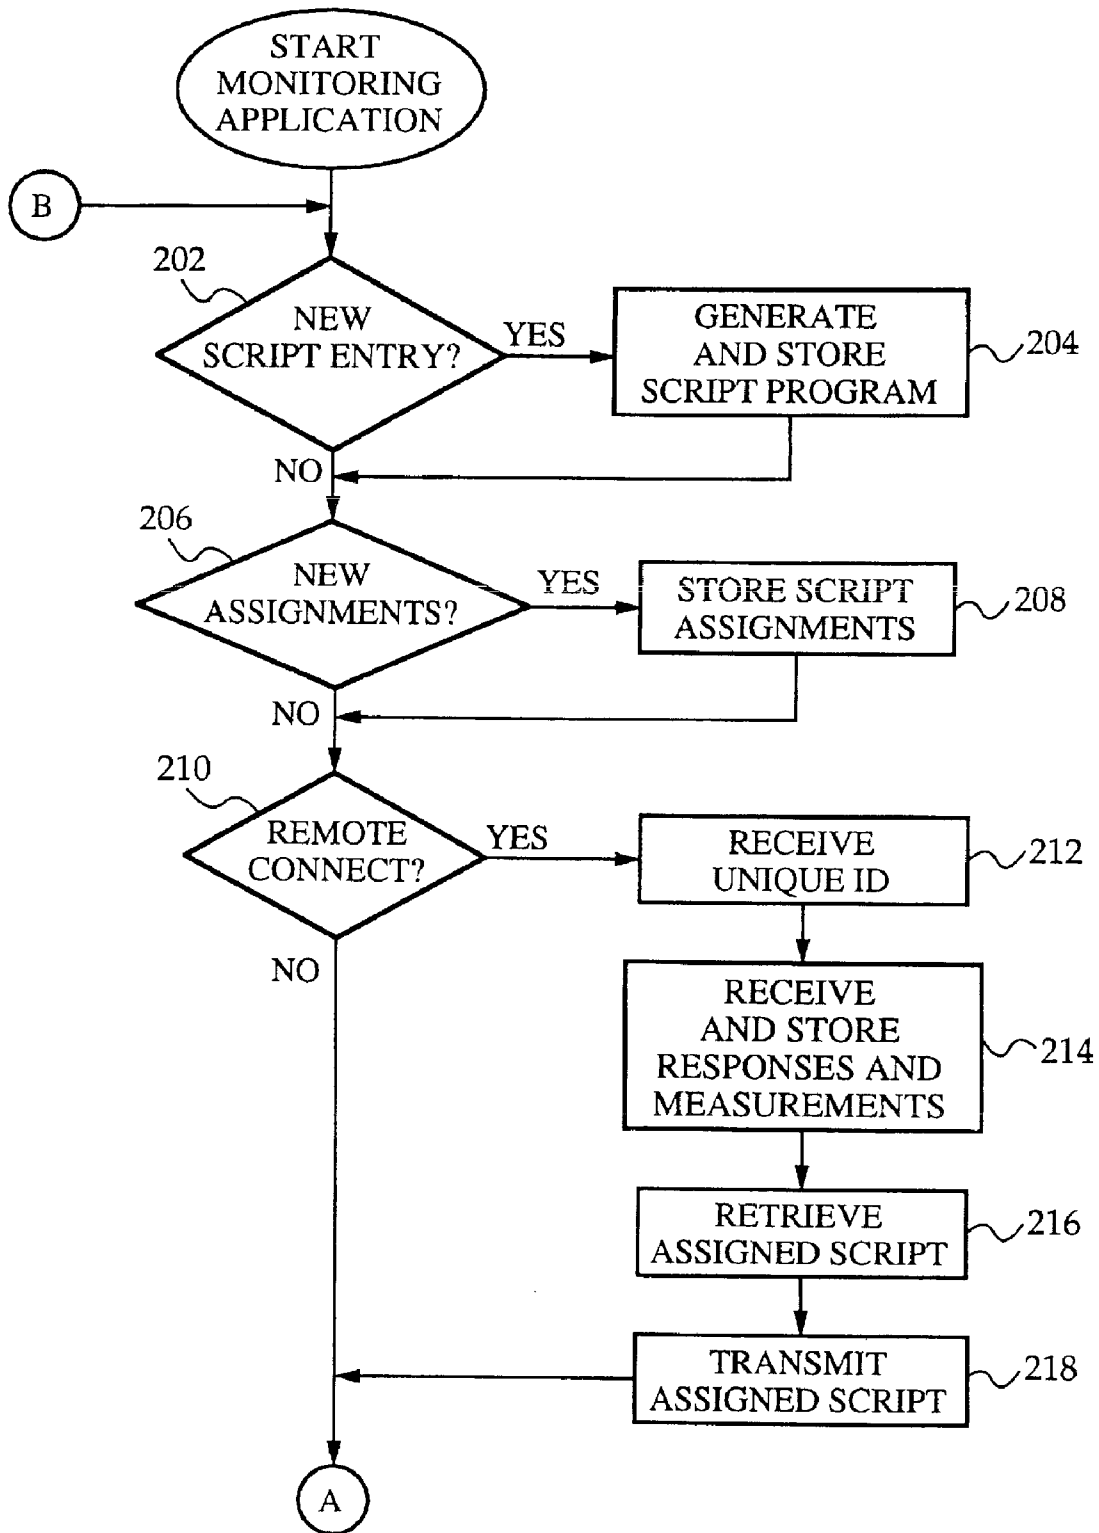 START
MONITORING
APPLICATION
B
202
NEW
SCRIPT ENTRY?
YES
GENERATE
AND STORE
SCRIPT PROGRAM
204
NO
206
NEW
ASSIGNMENTS?
YES
STORE SCRIPT
ASSIGNMENTS
208
NO
210
REMOTE
CONNECT?
YES
RECEIVE
UNIQUE ID
212
NO
RECEIVE
AND STORE
RESPONSES AND
MEASUREMENTS
214
RETRIEVE
ASSIGNED SCRIPT
216
TRANSMIT
ASSIGNED SCRIPT
218
A